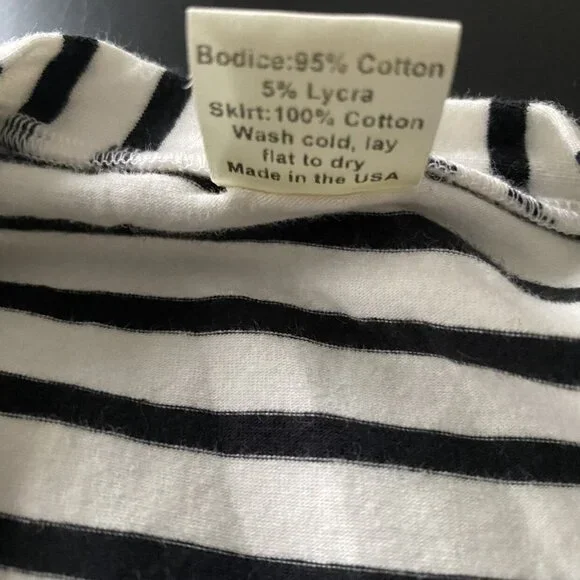 Bodice:95% Cotton
5% Lycra
Skirt:100% Cotton
Wash cold, lay
flat to dry
Made in the USA